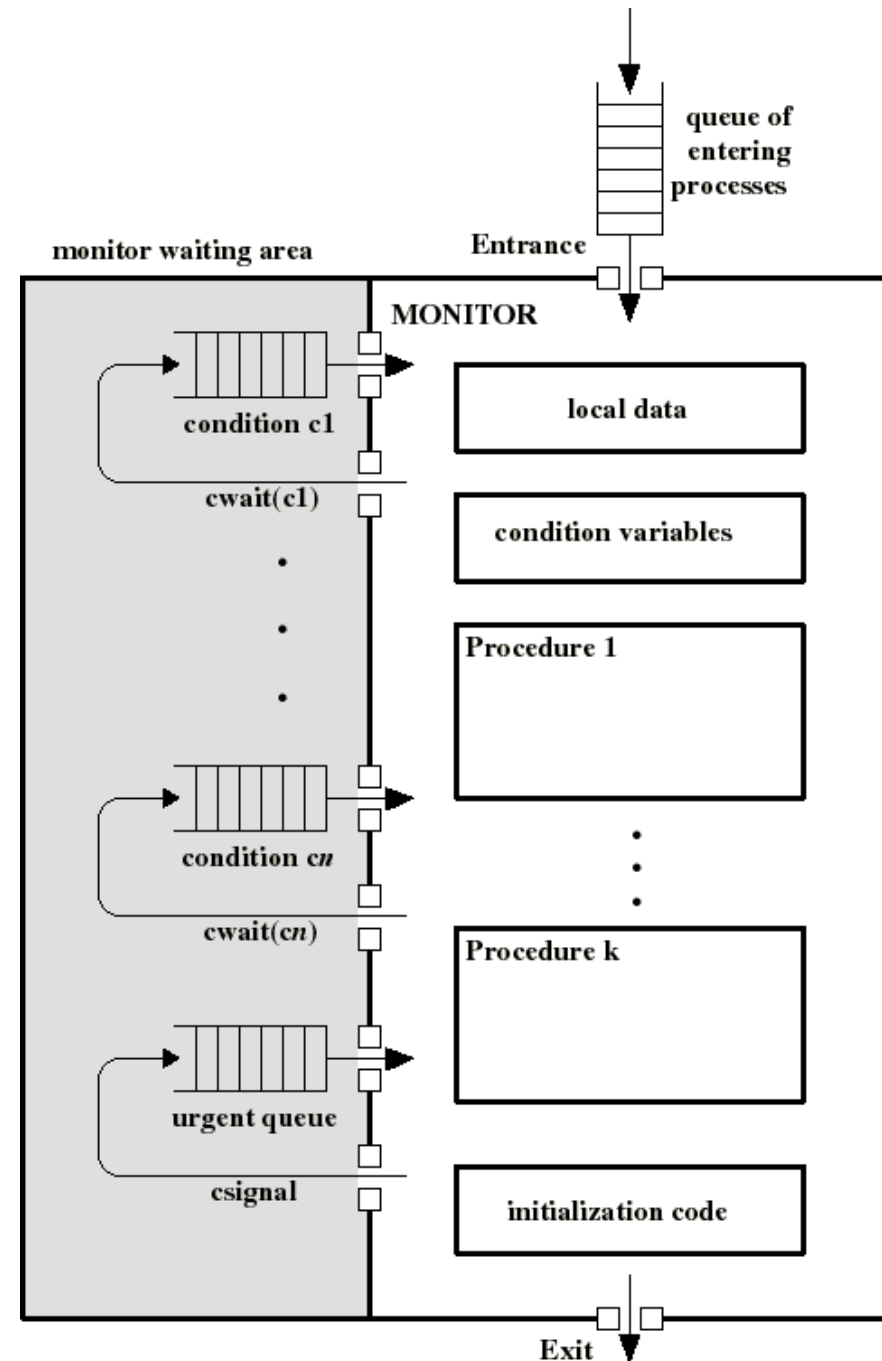 queue of
entering
processes
Entrance
monitor waiting area
MONITOR
condition c1
local data
cwait(c1)
condition variables
Procedure 1
condition cn
cwait(cn)
Procedure k
urgent queue
csignal
initialization code
Exit